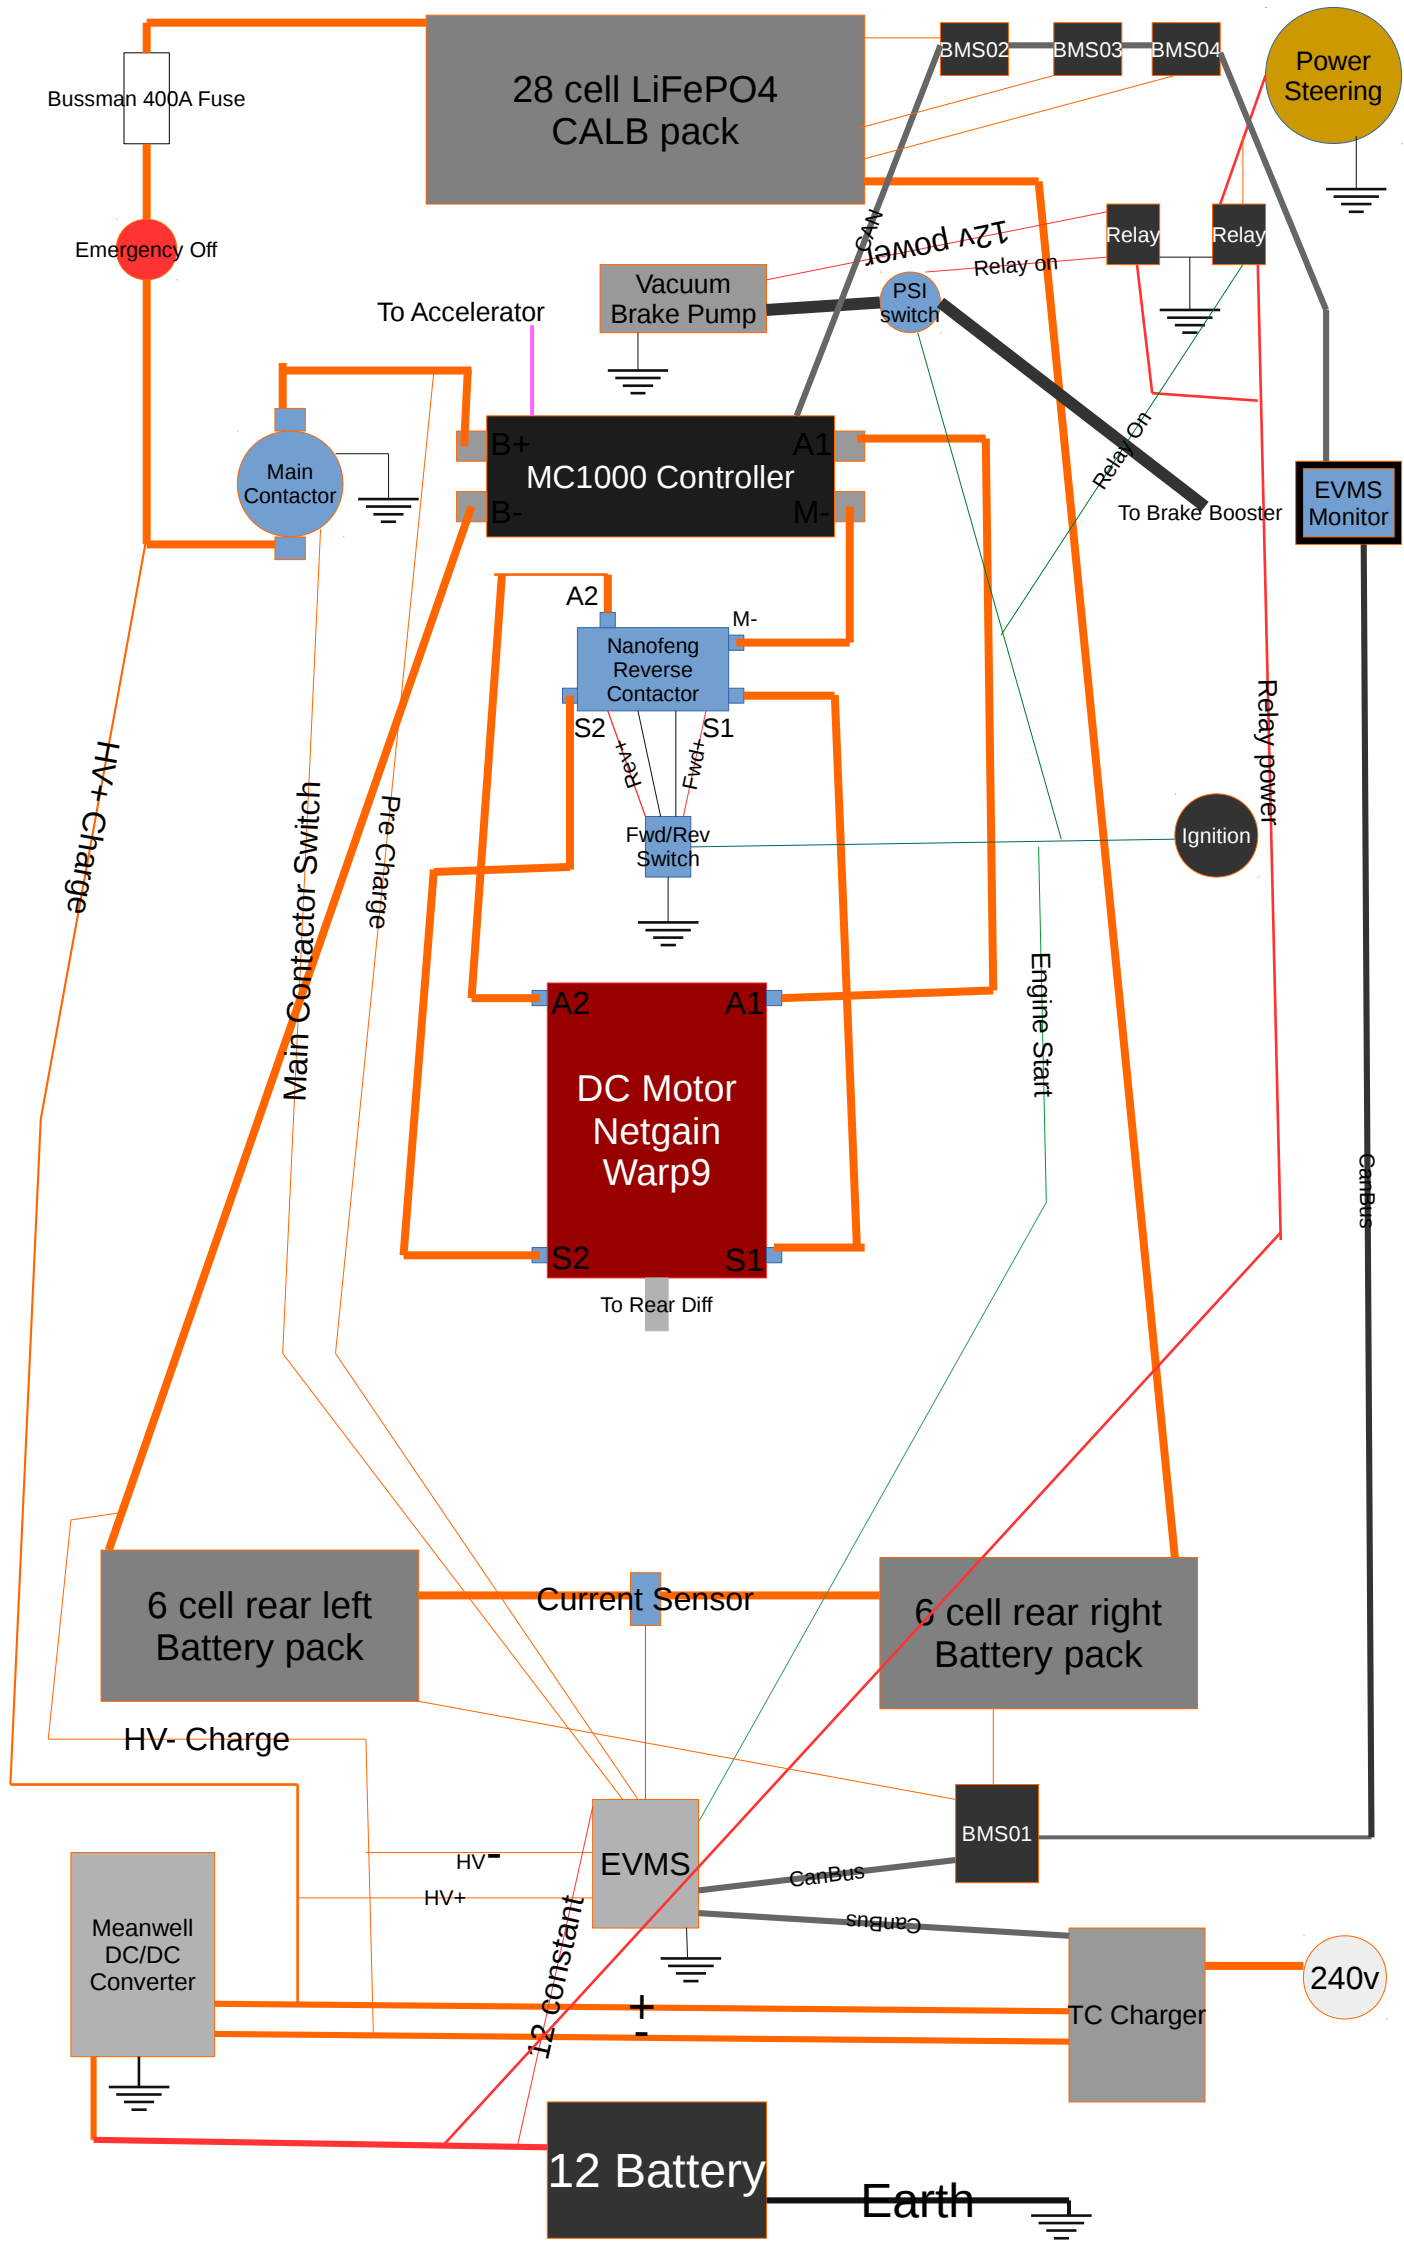 28 cell LiFePO4
CALB pack
BMS02
BMS03
BMS04
Power
Steering
Bussman 400A Fuse
Emergency Off
CAN
12v power
Relay
Relay
Relay on
Vacuum
Brake Pump
PSI
switch
To Accelerator
Main
Contactor
B+
A1
MC1000 Controller
B-
M-
Relay On
To Brake Booster
EVMS
Monitor
A2
M-
Nanofeng
Reverse
Contactor
S2
S1
Rev+
Fwd+
Relay power
HV+ Charge
Main Contactor Switch
Pre Charge
Fwd/Rev
Switch
Ignition
Engine Start
A2
A1
DC Motor
Netgain
Warp9
S2
S1
To Rear Diff
CanBus
6 cell rear left
Battery pack
Current Sensor
6 cell rear right
Battery pack
HV- Charge
EVMS
BMS01
HV-
HV+
CanBus
CanBus
12 constant
Meanwell
DC/DC
Converter
+
-
TC Charger
240v
12 Battery
Earth